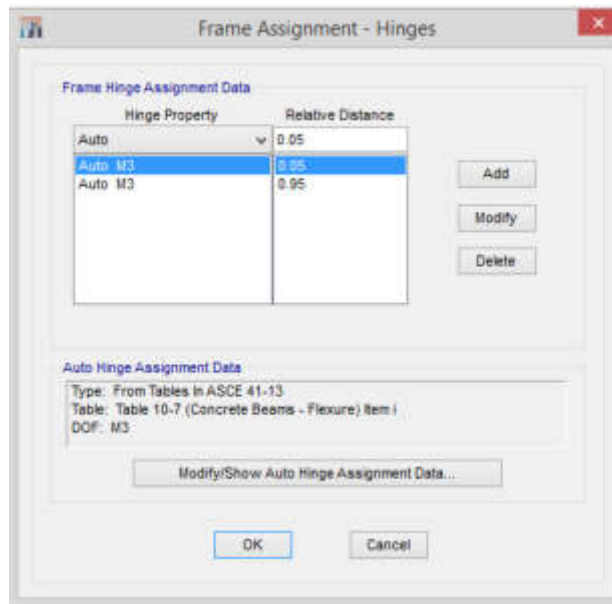 Frame Assignment - Hinges
Frame Hinge Assignment Data
Hinge Property Relative Distance
Auto 0.05
Auto M3 0.05
Auto M3 0.95
Add
Modify
Delete
Auto Hinge Assignment Data
Type: From Tables In ASCE 41-13
Table: Table 10-7 (Concrete Beams - Flexure) Item i
DOF: M3
Modify/Show Auto Hinge Assignment Data...
OK Cancel